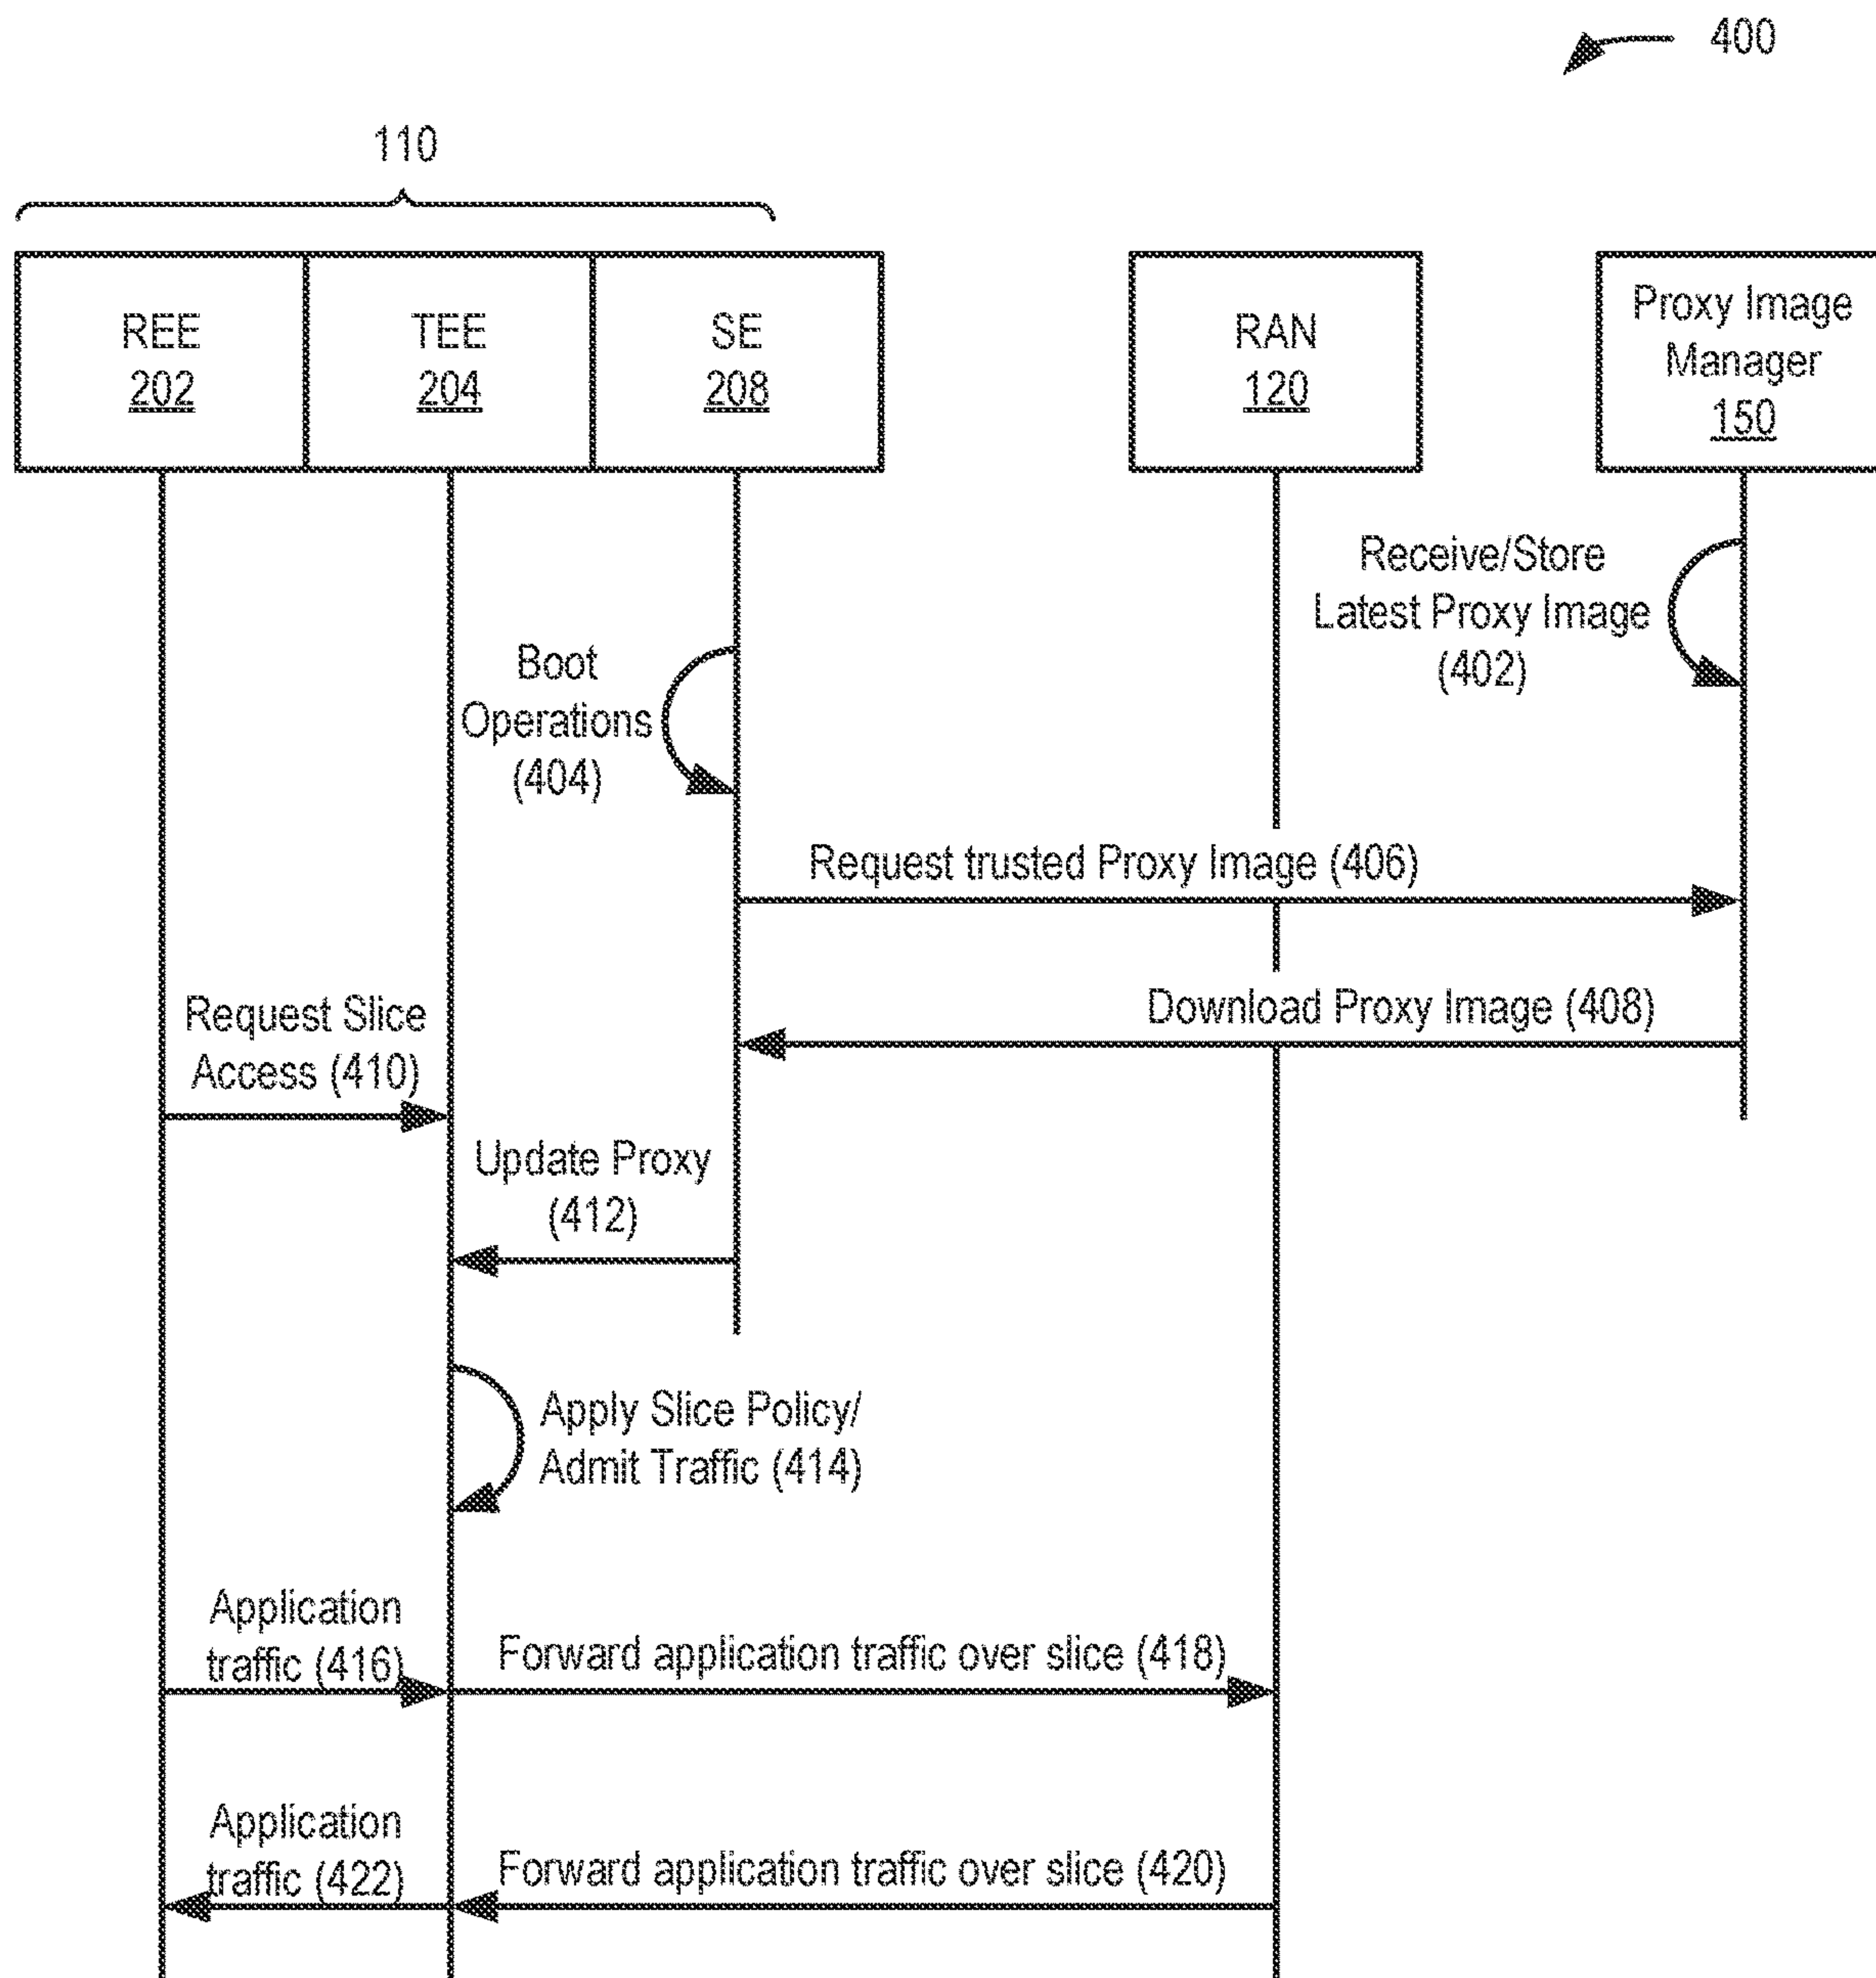 400
110
REE
202
TEE
204
SE
208
RAN
120
Proxy Image
Manager
150
Receive/Store
Latest Proxy Image
(402)
Boot
Operations
(404)
Request trusted Proxy Image (406)
Download Proxy Image (408)
Request Slice
Access (410)
Update Proxy
(412)
Apply Slice Policy/
Admit Traffic (414)
Application
traffic (416)
Forward application traffic over slice (418)
Application
traffic (422)
Forward application traffic over slice (420)